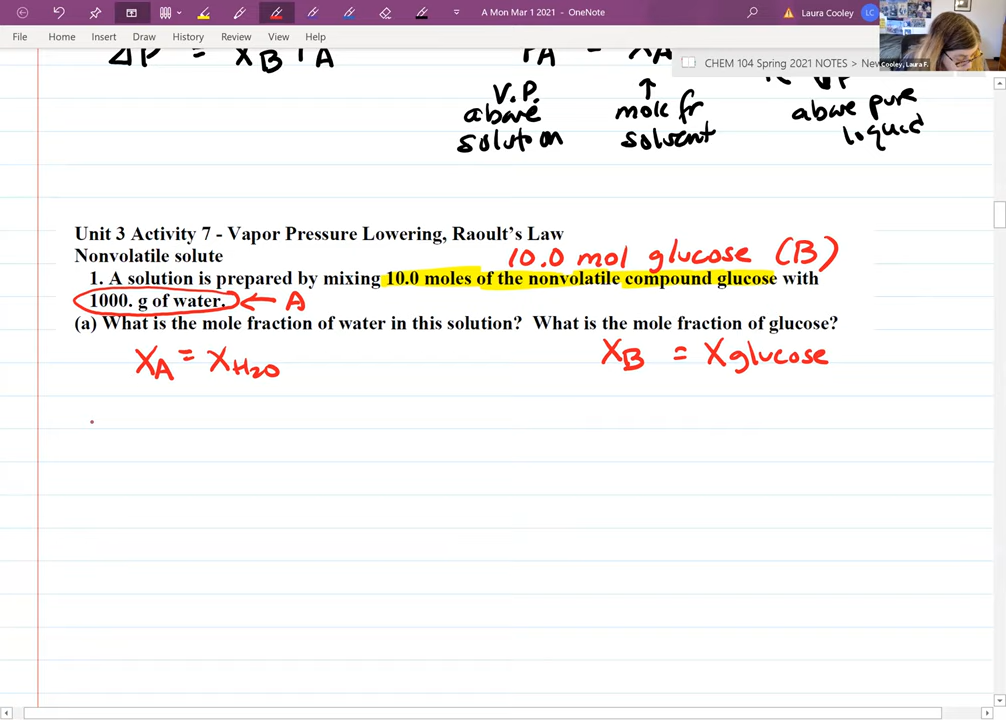 A Mon Mar 1 2021 - OneNote
Laura Cooley
LC
File Home Insert Draw History Review View Help
CHEM 104 Spring 2021 NOTES > New
Cooley, Laura F.
ΔP = XB PA
PA = XA
V.P. above solution
↑ mole fr solvent
VP above pure liquid
Unit 3 Activity 7 - Vapor Pressure Lowering, Raoult's Law
10.0 mol glucose (B)
Nonvolatile solute
1. A solution is prepared by mixing 10.0 moles of the nonvolatile compound glucose with
1000. g of water. ← A
(a) What is the mole fraction of water in this solution? What is the mole fraction of glucose?
XA = XH2O
XB = Xglucose